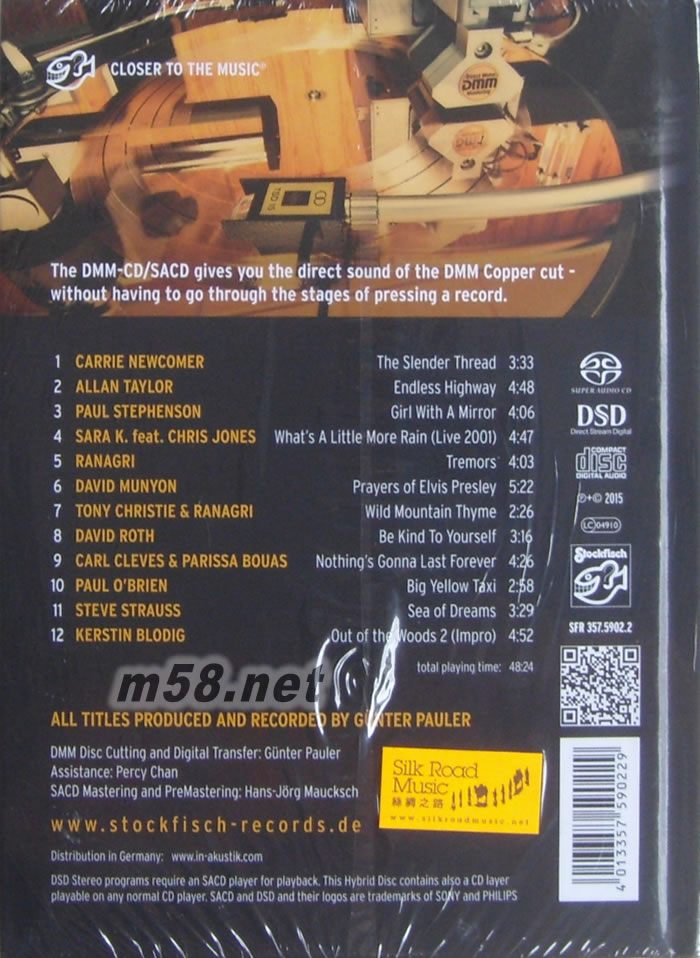 CLOSER TO THE MUSIC®
Direct Metal
DMM
Mastering
TSD 15
The DMM-CD/SACD gives you the direct sound of the DMM Copper cut -
without having to go through the stages of pressing a record.
1 CARRIE NEWCOMER The Slender Thread 3:33
2 ALLAN TAYLOR Endless Highway 4:48
3 PAUL STEPHENSON Girl With A Mirror 4:06
4 SARA K. feat. CHRIS JONES What's A Little More Rain (Live 2001) 4:47
5 RANAGRI Tremors 4:03
6 DAVID MUNYON Prayers of Elvis Presley 5:22
7 TONY CHRISTIE & RANAGRI Wild Mountain Thyme 2:26
8 DAVID ROTH Be Kind To Yourself 3:16
9 CARL CLEVES & PARISSA BOUAS Nothing's Gonna Last Forever 4:26
10 PAUL O'BRIEN Big Yellow Taxi 2:58
11 STEVE STRAUSS Sea of Dreams 3:29
12 KERSTIN BLODIG Out of the Woods 2 (Impro) 4:52
total playing time: 48:24
SUPER AUDIO CD
DSD
Direct Stream Digital
COMPACT
disc
DIGITAL AUDIO
℗+© 2015
LC 04910
Stockfisch
SFR 357.5902.2
m58.net
ALL TITLES PRODUCED AND RECORDED BY GÜNTER PAULER
DMM Disc Cutting and Digital Transfer: Günter Pauler
Assistance: Percy Chan
SACD Mastering and PreMastering: Hans-Jörg Maucksch
www.stockfisch-records.de
Silk Road
Music
絲綢之路
www.silkroadmusic.net
Distribution in Germany: www.in-akustik.com
DSD Stereo programs require an SACD player for playback. This Hybrid Disc contains also a CD layer
playable on any normal CD player. SACD and DSD and their logos are trademarks of SONY and PHILIPS
4 013357 590229